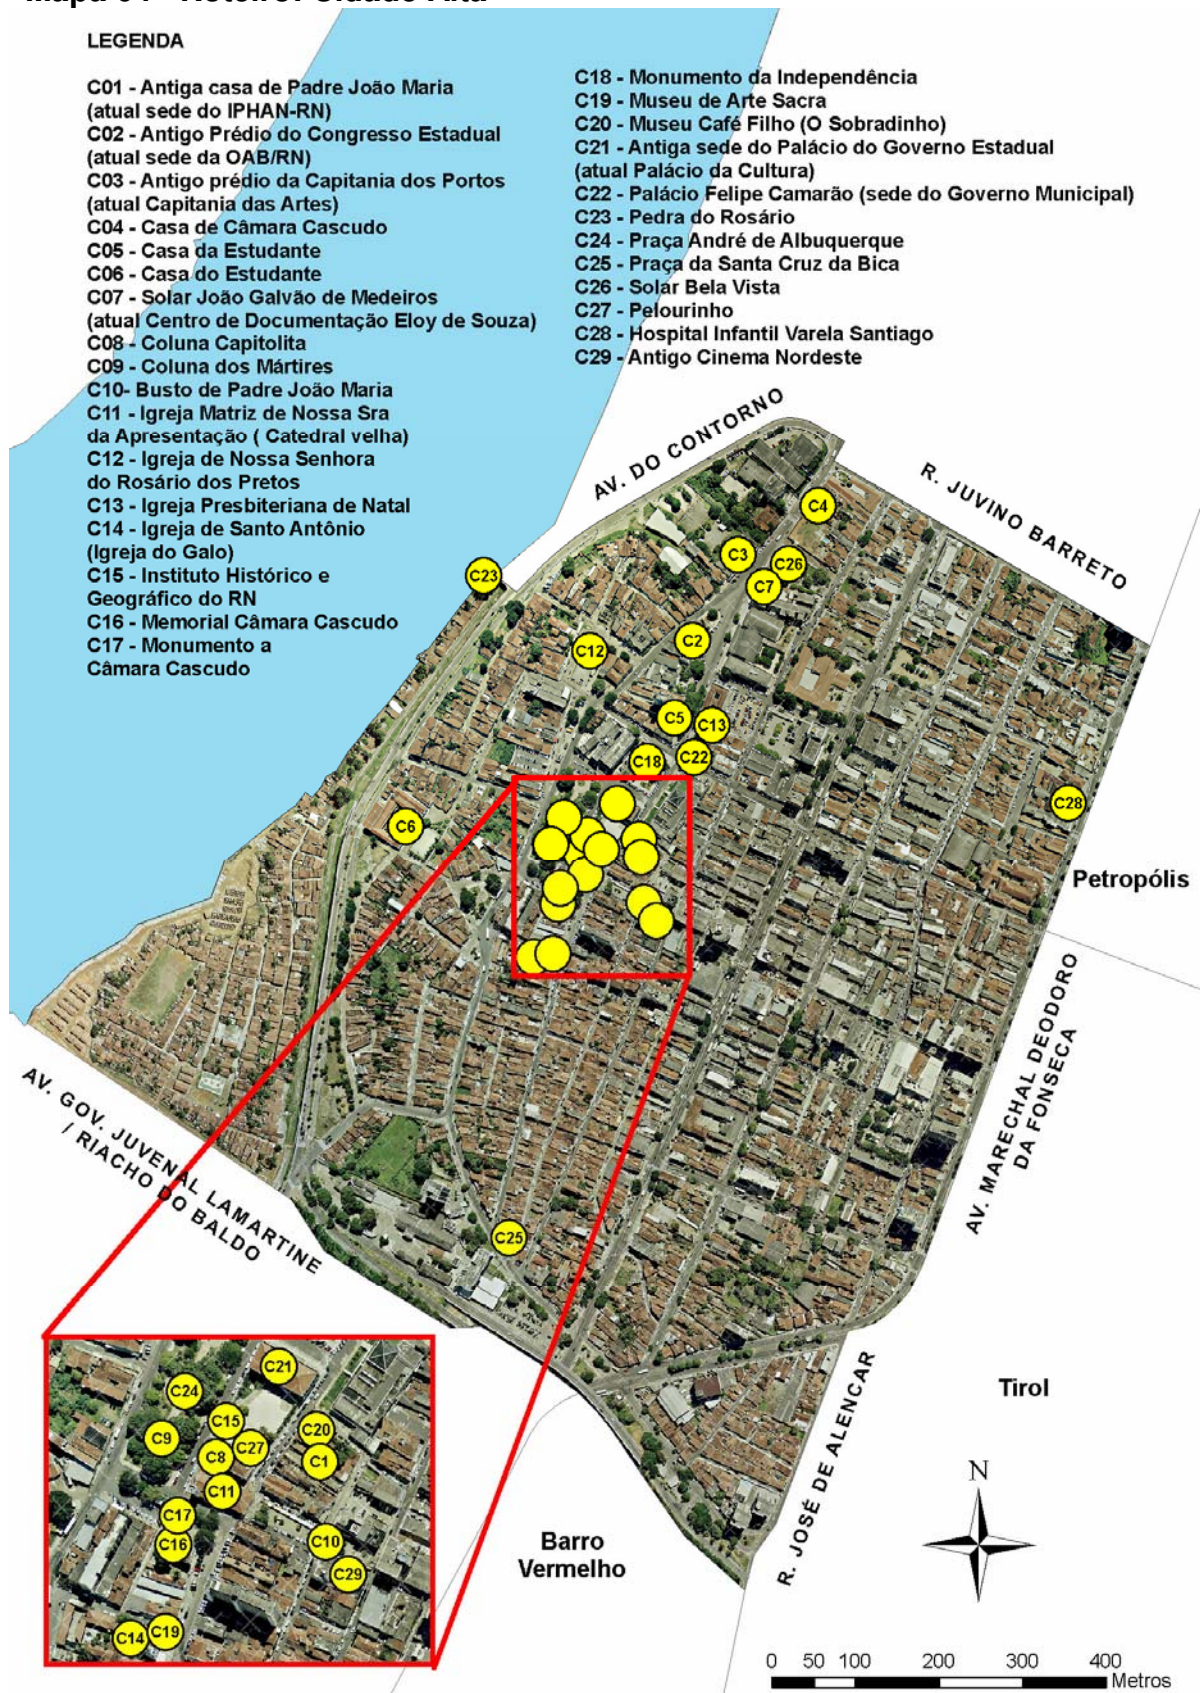 LEGENDA
C01 - Antiga casa de Padre João Maria
(atual sede do IPHAN-RN)
C02 - Antigo Prédio do Congresso Estadual
(atual sede da OAB/RN)
C03 - Antigo prédio da Capitania dos Portos
(atual Capitania das Artes)
C04 - Casa de Câmara Cascudo
C05 - Casa da Estudante
C06 - Casa do Estudante
C07 - Solar João Galvão de Medeiros
(atual Centro de Documentação Eloy de Souza)
C08 - Coluna Capitolita
C09 - Coluna dos Mártires
C10- Busto de Padre João Maria
C11 - Igreja Matriz de Nossa Sra
da Apresentação ( Catedral velha)
C12 - Igreja de Nossa Senhora
do Rosário dos Pretos
C13 - Igreja Presbiteriana de Natal
C14 - Igreja de Santo Antônio
(Igreja do Galo)
C15 - Instituto Histórico e
Geográfico do RN
C16 - Memorial Câmara Cascudo
C17 - Monumento a
Câmara Cascudo
C18 - Monumento da Independência
C19 - Museu de Arte Sacra
C20 - Museu Café Filho (O Sobradinho)
C21 - Antiga sede do Palácio do Governo Estadual
(atual Palácio da Cultura)
C22 - Palácio Felipe Camarão (sede do Governo Municipal)
C23 - Pedra do Rosário
C24 - Praça André de Albuquerque
C25 - Praça da Santa Cruz da Bica
C26 - Solar Bela Vista
C27 - Pelourinho
C28 - Hospital Infantil Varela Santiago
C29 - Antigo Cinema Nordeste
AV. DO CONTORNO
R. JUVINO BARRETO
C4
C3
C26
C23
C7
C2
C12
C5
C13
C18
C22
C28
C6
Petropólis
AV. MARECHAL DEODORO
DA FONSECA
AV. GOV. JUVENAL LAMARTINE
/ RIACHO DO BALDO
C25
C21
C24
C15
C20
C9
C27
C8
C1
C11
C17
C16
C10
C29
C14
C19
R. JOSÉ DE ALENCAR
Tirol
N
Barro
Vermelho
0 50 100 200 300 400
Metros